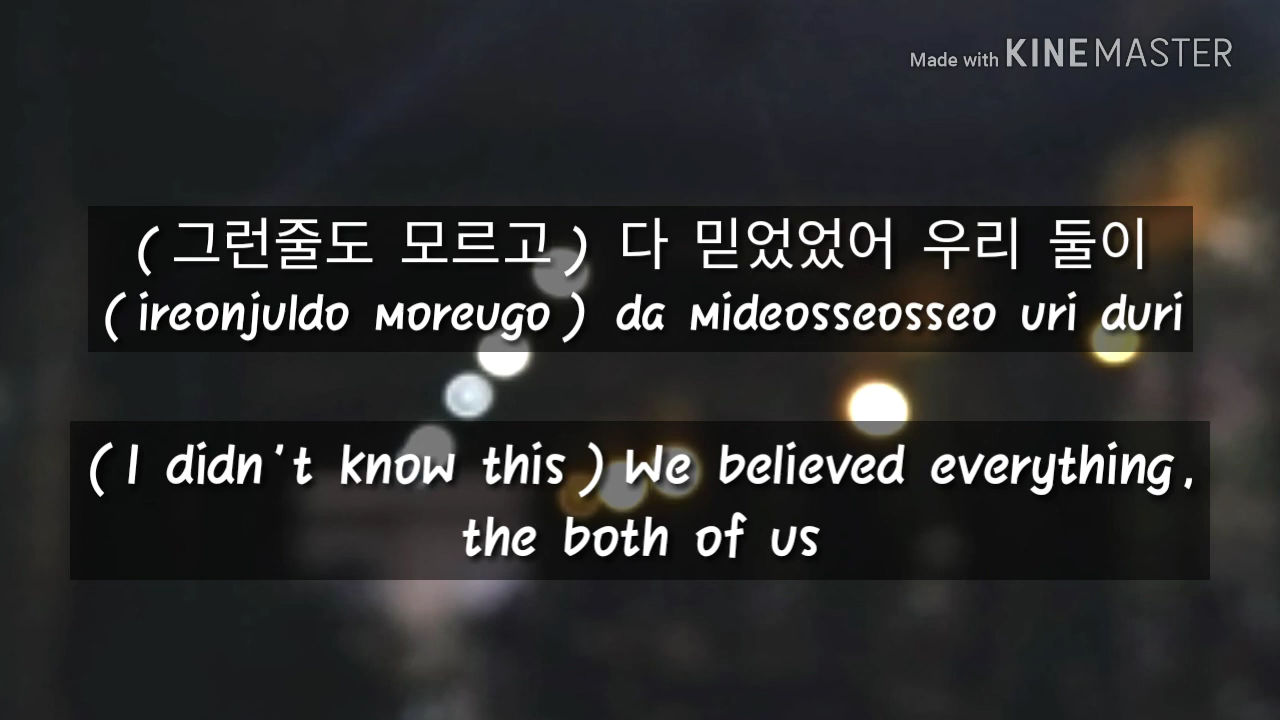 Made with KINEMASTER
(그런줄도 모르고) 다 믿었었어 우리 둘이
(ireonjuldo moreugo) da mideosseosseo uri duri
(I didn't know this) We believed everything,
the both of us